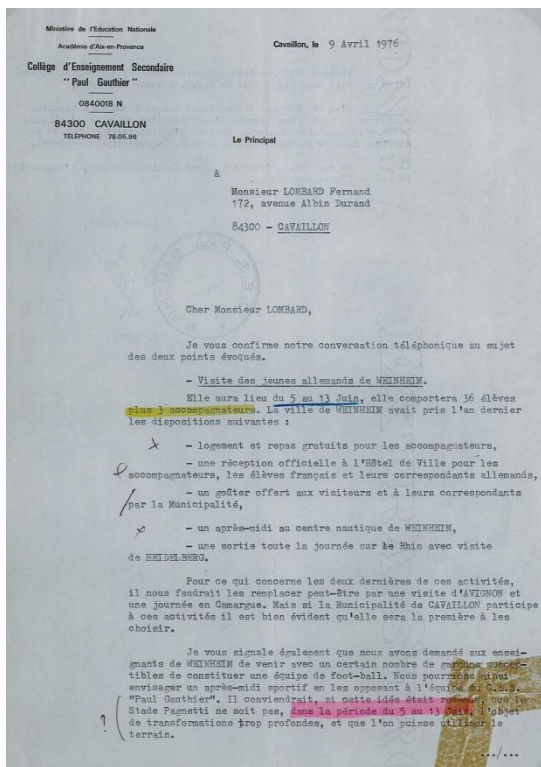 Ministère de l'Education Nationale
Académie d'Aix-en-Provence
Collège d'Enseignement Secondaire
"Paul Gauthier"
0840018 N
84300 CAVAILLON
TÉLÉPHONE 78.05.96
Cavaillon, le 9 Avril 1976
Le Principal
à
Monsieur LOMBARD Fernand
172, avenue Albin Durand
84300 - CAVAILLON
Cher Monsieur LOMBARD,
Je vous confirme notre conversation téléphonique au sujet
des deux points évoqués.
- Visite des jeunes allemands de WEINHEIM.
Elle aura lieu du 5 au 13 Juin, elle comportera 36 élèves
plus 3 accompagnateurs. La ville de WEINHEIM avait pris l'an dernier
les dispositions suivantes :
- logement et repas gratuits pour les accompagnateurs,
- une réception officielle à l'Hôtel de Ville pour les
accompagnateurs, les élèves français et leurs correspondants allemands,
- un goûter offert aux visiteurs et à leurs correspondants
par la Municipalité,
- un après-midi au centre nautique de WEINHEIM,
- une sortie toute la journée sur le Rhin avec visite
de HEIDELBERG.
Pour ce qui concerne les deux dernières de ces activités,
il nous faudrait les remplacer peut-être par une visite d'AVIGNON et
une journée en Camargue. Mais si la Municipalité de CAVAILLON participe
à ces activités il est bien évident qu'elle sera la première à les
choisir.
Je vous signale également que nous avons demandé aux ensei-
gnants de WEINHEIM de venir avec un certain nombre de garçons suscep-
tibles de constituer une équipe de foot-ball. Nous pourrions ainsi
envisager un après-midi sportif en les opposant à l'équipe du C.E.S.
"Paul Gauthier". Il conviendrait, si cette idée était retenue, que le
Stade Pagnetti ne soit pas, dans la période du 5 au 13 Juin, l'objet
de transformations trop profondes, et que l'on puisse utiliser le
? terrain.
.../...